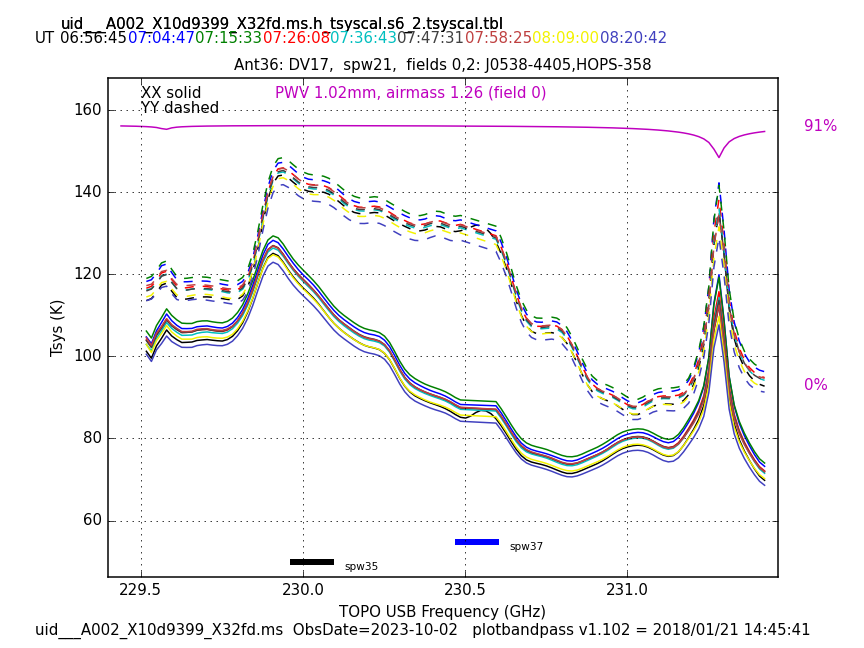 uid___A002_X10d9399_X32fd.ms.h_tsyscal.s6_2.tsyscal.tbl
UT 06:56:45 07:04:47 07:15:33 07:26:08 07:36:43 07:47:31 07:58:25 08:09:00 08:20:42
Ant36: DV17,  spw21,  fields 0,2: J0538-4405,HOPS-358
XX solid
YY dashed
PWV 1.02mm, airmass 1.26 (field 0)
160
140
120
100
80
60
91%
0%
Tsys (K)
spw37
spw35
229.5 230.0 230.5 231.0
TOPO USB Frequency (GHz)
uid___A002_X10d9399_X32fd.ms  ObsDate=2023-10-02   plotbandpass v1.102 = 2018/01/21 14:45:41